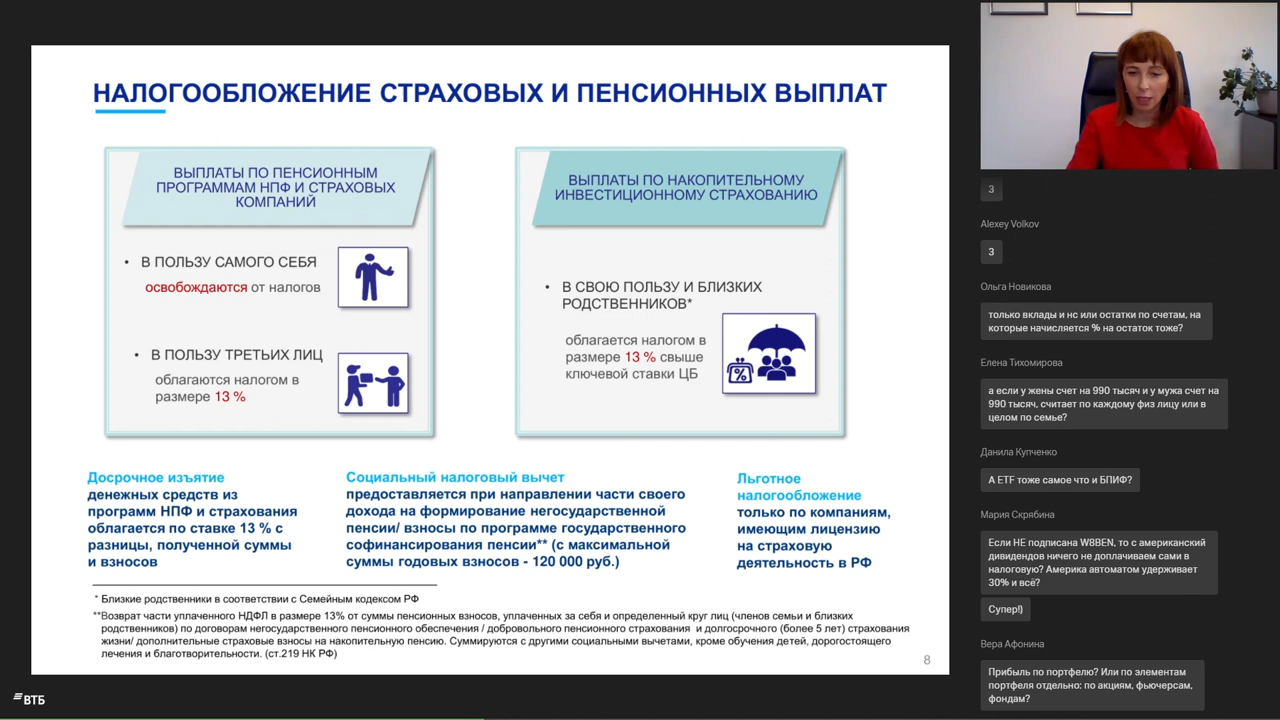 НАЛОГООБЛОЖЕНИЕ СТРАХОВЫХ И ПЕНСИОННЫХ ВЫПЛАТ
ВЫПЛАТЫ ПО ПЕНСИОННЫМ
ПРОГРАММАМ НПФ И СТРАХОВЫХ
КОМПАНИЙ
• В ПОЛЬЗУ САМОГО СЕБЯ
освобождаются от налогов
• В ПОЛЬЗУ ТРЕТЬИХ ЛИЦ
облагаются налогом в
размере 13 %
ВЫПЛАТЫ ПО НАКОПИТЕЛЬНОМУ
ИНВЕСТИЦИОННОМУ СТРАХОВАНИЮ
• В СВОЮ ПОЛЬЗУ И БЛИЗКИХ
РОДСТВЕННИКОВ*
облагается налогом в
размере 13 % свыше
ключевой ставки ЦБ
%
Досрочное изъятие
денежных средств из
программ НПФ и страхования
облагается по ставке 13 % с
разницы, полученной суммы
и взносов
Социальный налоговый вычет
предоставляется при направлении части своего
дохода на формирование негосударственной
пенсии/ взносы по программе государственного
софинансирования пенсии** (с максимальной
суммы годовых взносов - 120 000 руб.)
Льготное
налогообложение
только по компаниям,
имеющим лицензию
на страховую
деятельность в РФ
* Близкие родственники в соответствии с Семейным кодексом РФ
**Возврат части уплаченного НДФЛ в размере 13% от суммы пенсионных взносов, уплаченных за себя и определенный круг лиц (членов семьи и близких
родственников) по договорам негосударственного пенсионного обеспечения / добровольного пенсионного страхования и долгосрочного (более 5 лет) страхования
жизни/ дополнительные страховые взносы на накопительную пенсию. Суммируются с другими социальными вычетами, кроме обучения детей, дорогостоящего
лечения и благотворительности. (ст.219 НК РФ)
8
ВТБ
3
Alexey Volkov
3
Ольга Новикова
только вклады и нс или остатки по счетам, на
которые начисляется % на остаток тоже?
Елена Тихомирова
а если у жены счет на 990 тысяч и у мужа счет на
990 тысяч, считает по каждому физ лицу или в
целом по семье?
Данила Купченко
А ETF тоже самое что и БПИФ?
Мария Скрябина
Если НЕ подписана W8BEN, то с американский
дивидендов ничего не доплачиваем сами в
налоговую? Америка автоматом удерживает
30% и всё?
Супер!)
Вера Афонина
Прибыль по портфелю? Или по элементам
портфеля отдельно: по акциям, фьючерсам,
фондам?